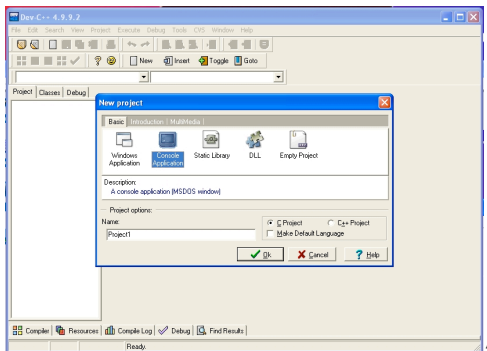 Dev-C++ 4.9.9.2
File Edit Search View Project Execute Debug Tools CVS Window Help
New Insert Toggle Goto
Project Classes Debug
New project
Basic Introduction MultiMedia
Windows Application
Console Application
Static Library
DLL
Empty Project
Description:
A console application (MSDOS window)
Project options:
Name:
Project1
C Project C++ Project
Make Default Language
Ok Cancel Help
Compiler Resources Compile Log Debug Find Results
Ready.